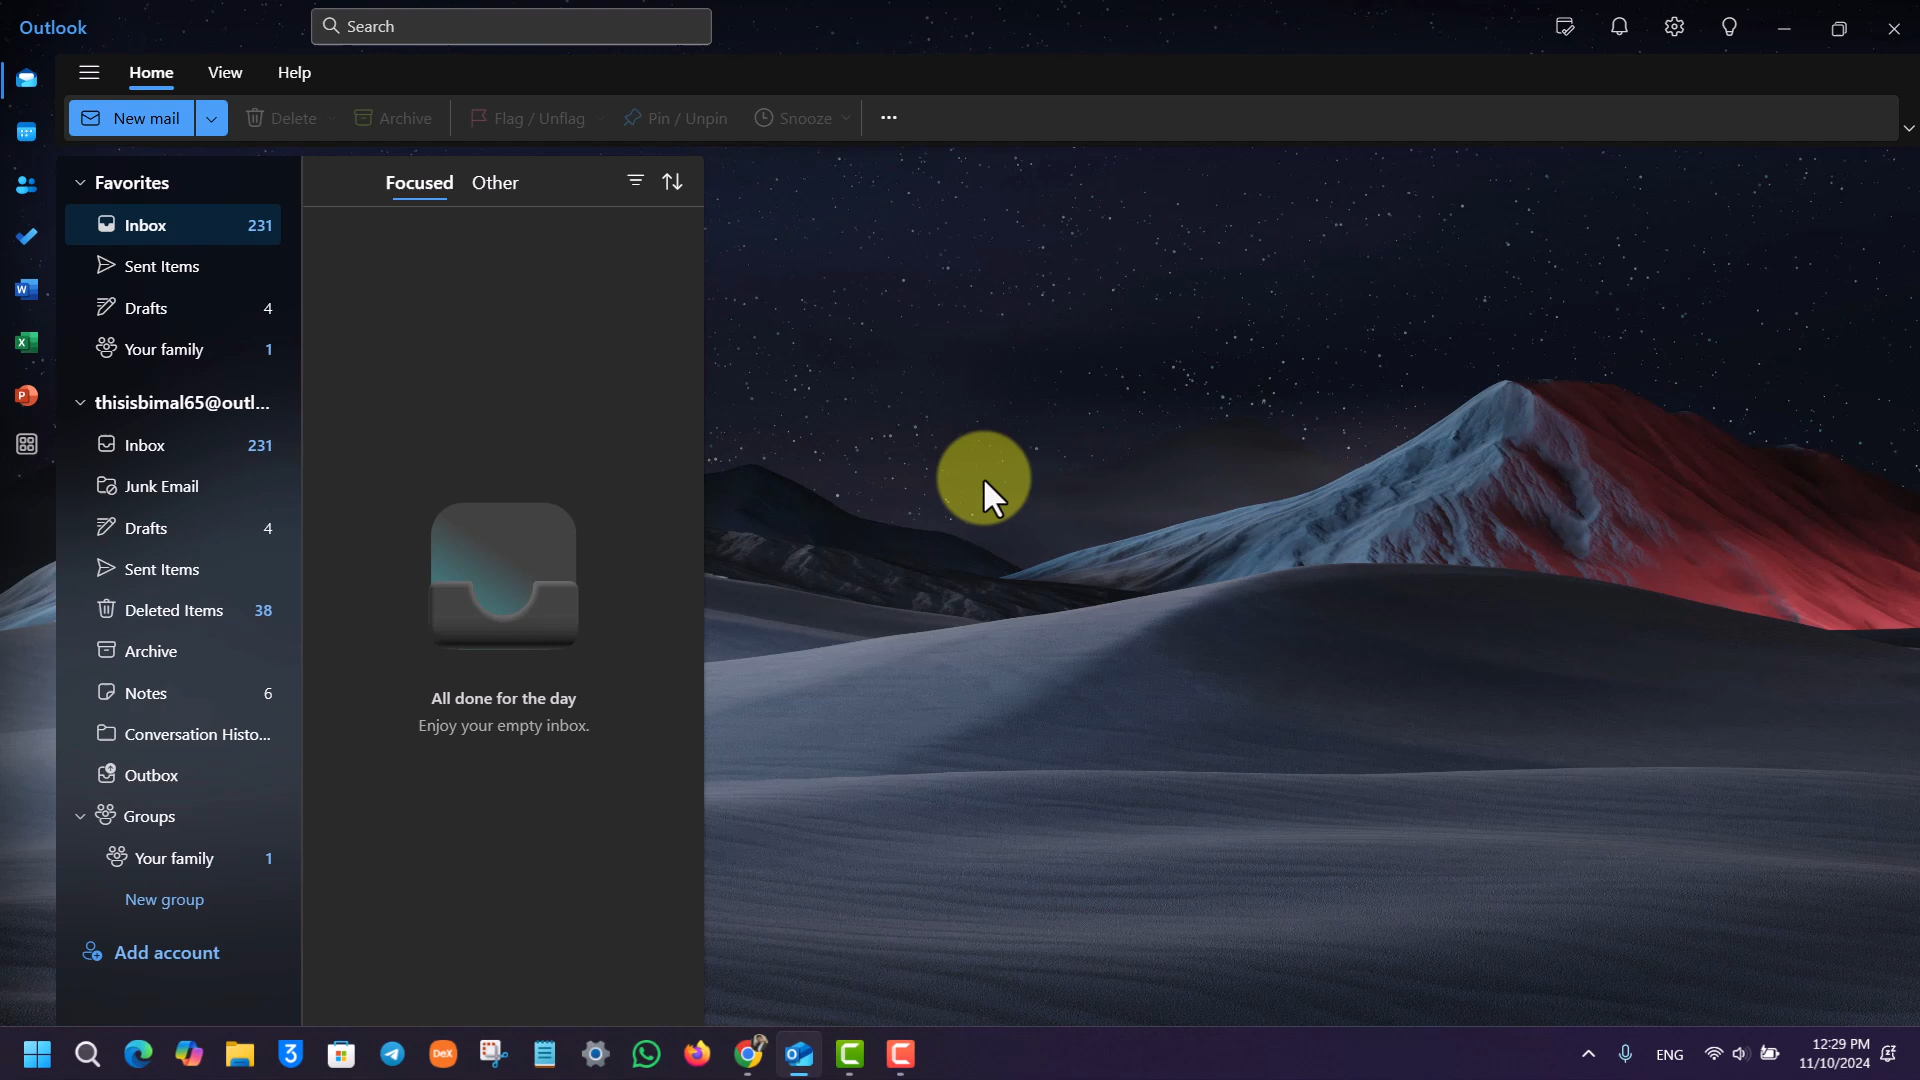 Outlook
Search
Home View Help
New mail Delete Archive Flag / Unflag Pin / Unpin Snooze
Favorites
Inbox 231
Sent Items
Drafts 4
Your family 1
thisisbimal65@outl...
Inbox 231
Junk Email
Drafts 4
Sent Items
Deleted Items 38
Archive
Notes 6
Conversation Histo...
Outbox
Groups
Your family 1
New group
Add account
Focused Other
All done for the day
Enjoy your empty inbox.
W
X
P
3
DeX
ENG
12:29 PM
11/10/2024